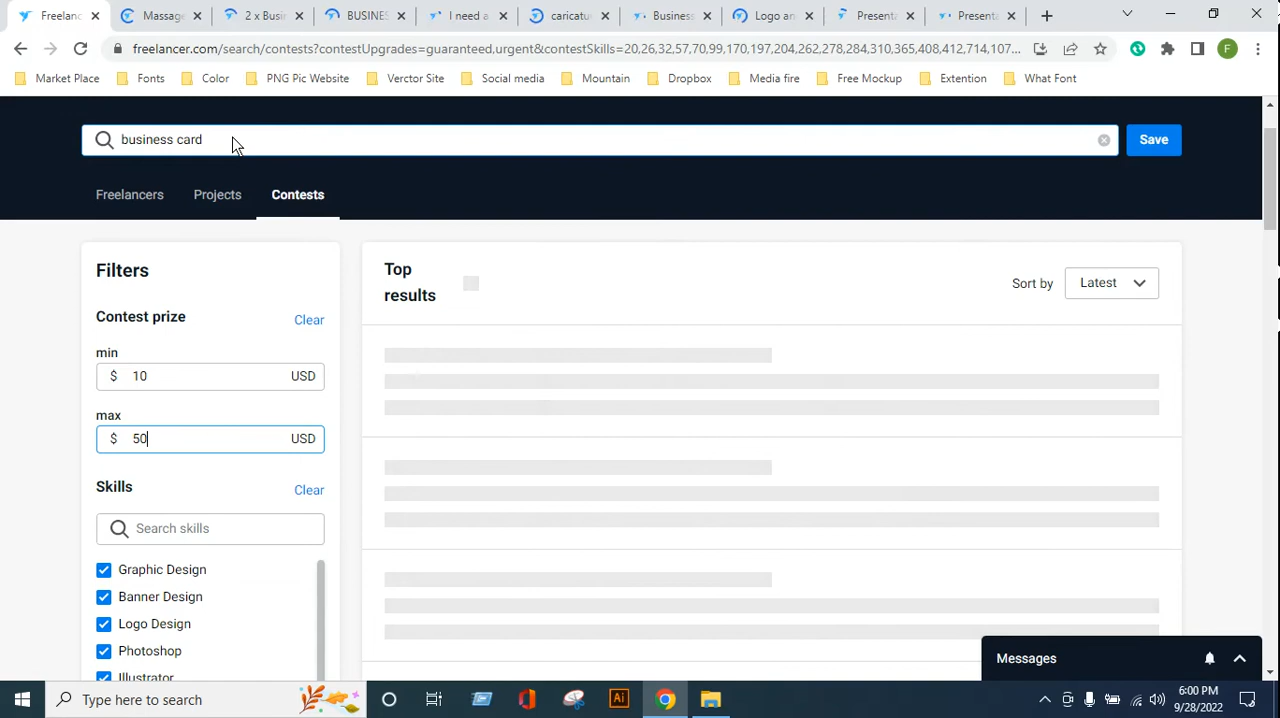 Freelanc
Massage
2 x Busi
BUSINES
I need a
caricatu
Business
Logo an
Presenta
Presenta
freelancer.com/search/contests?contestUpgrades=guaranteed,urgent&contestSkills=20,26,32,57,70,99,170,197,204,262,278,284,310,365,408,412,714,107...
F
Market Place
Fonts
Color
PNG Pic Website
Verctor Site
Social media
Mountain
Dropbox
Media fire
Free Mockup
Extention
What Font
business card
Save
Freelancers
Projects
Contests
Filters
Contest prize
Clear
min
$ 10 USD
max
$ 50 USD
Skills
Clear
Search skills
Graphic Design
Banner Design
Logo Design
Photoshop
Illustrator
Top
results
Sort by
Latest
Messages
Type here to search
Ai
6:00 PM
9/28/2022